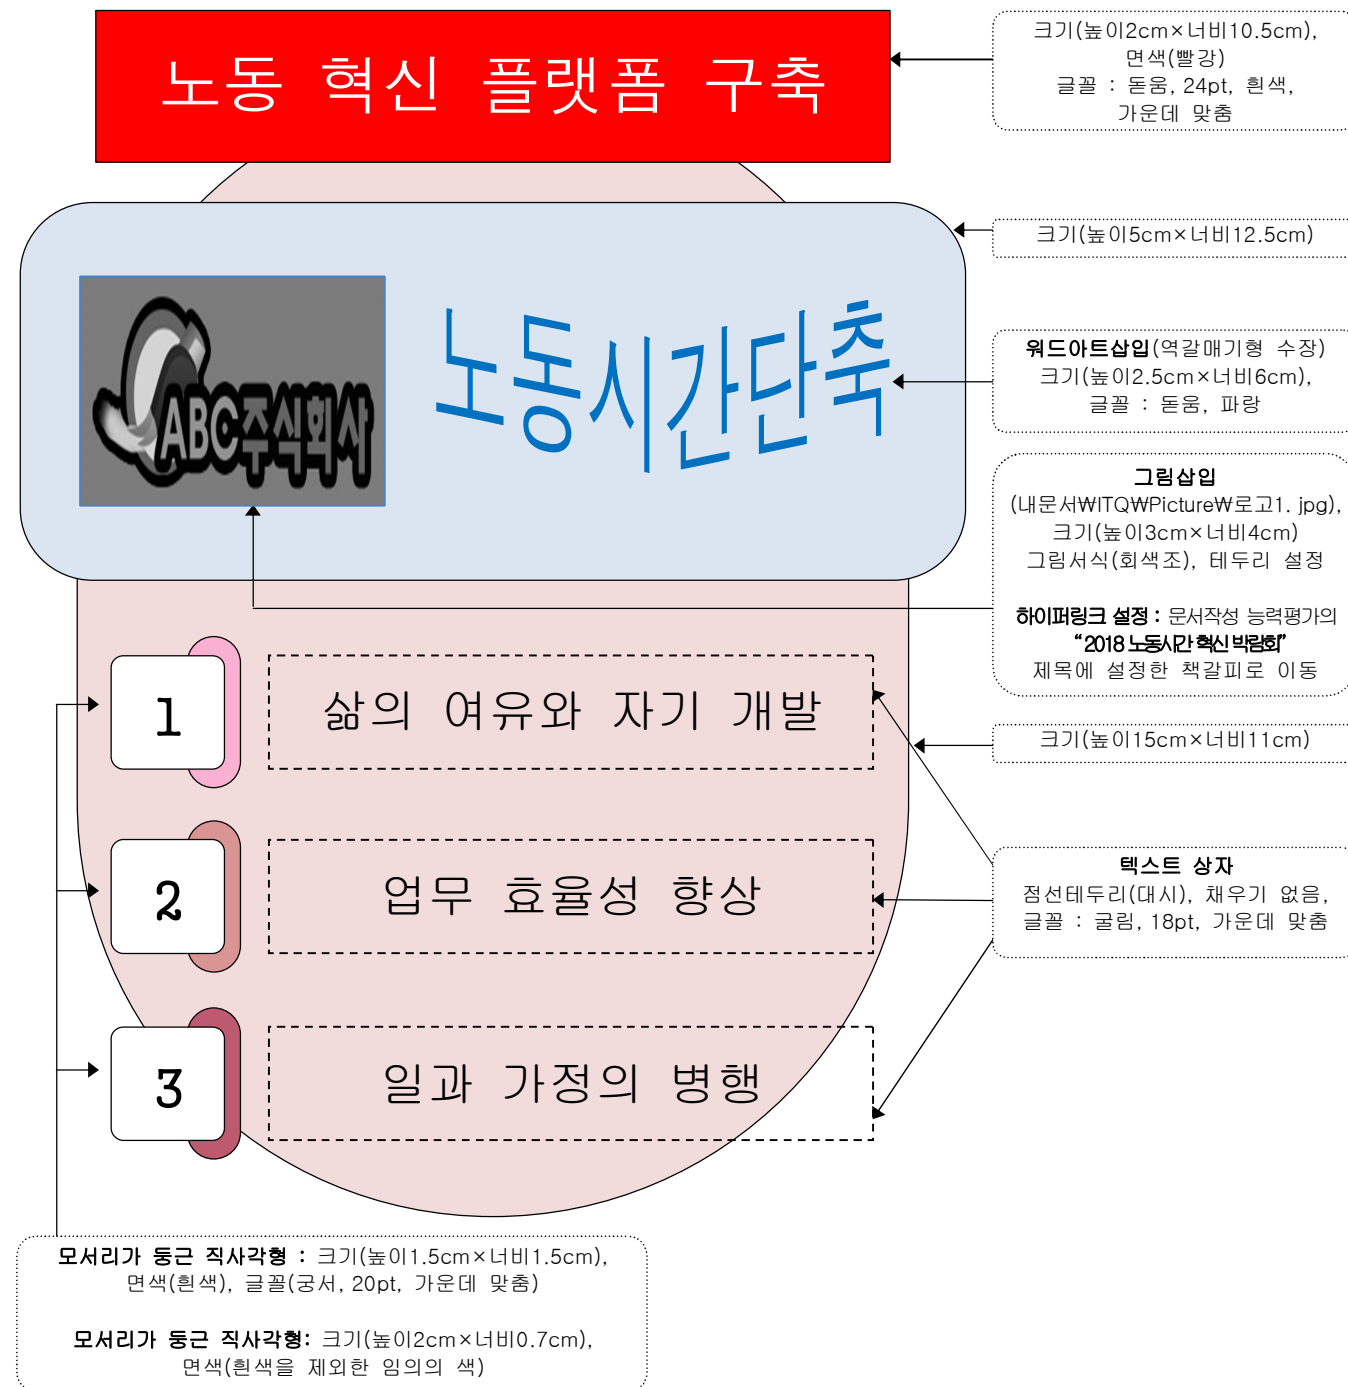 노동 혁신 플랫폼 구축
크기(높이2cm×너비10.5cm),
면색(빨강)
글꼴 : 돋움, 24pt, 흰색,
가운데 맞춤
크기(높이5cm×너비12.5cm)
ABC주식회사
노동시간단축
워드아트삽입(역갈매기형 수장)
크기(높이2.5cm×너비6cm),
글꼴 : 돋움, 파랑
그림삽입
(내문서₩ITQ₩Picture₩로고1. jpg),
크기(높이3cm×너비4cm)
그림서식(회색조), 테두리 설정
하이퍼링크 설정 : 문서작성 능력평가의
“2018 노동시간 혁신 박람회”
제목에 설정한 책갈피로 이동
1
삶의 여유와 자기 개발
크기(높이15cm×너비11cm)
2
업무 효율성 향상
텍스트 상자
점선테두리(대시), 채우기 없음,
글꼴 : 굴림, 18pt, 가운데 맞춤
3
일과 가정의 병행
모서리가 둥근 직사각형 : 크기(높이1.5cm×너비1.5cm),
면색(흰색), 글꼴(궁서, 20pt, 가운데 맞춤)
모서리가 둥근 직사각형: 크기(높이2cm×너비0.7cm),
면색(흰색을 제외한 임의의 색)